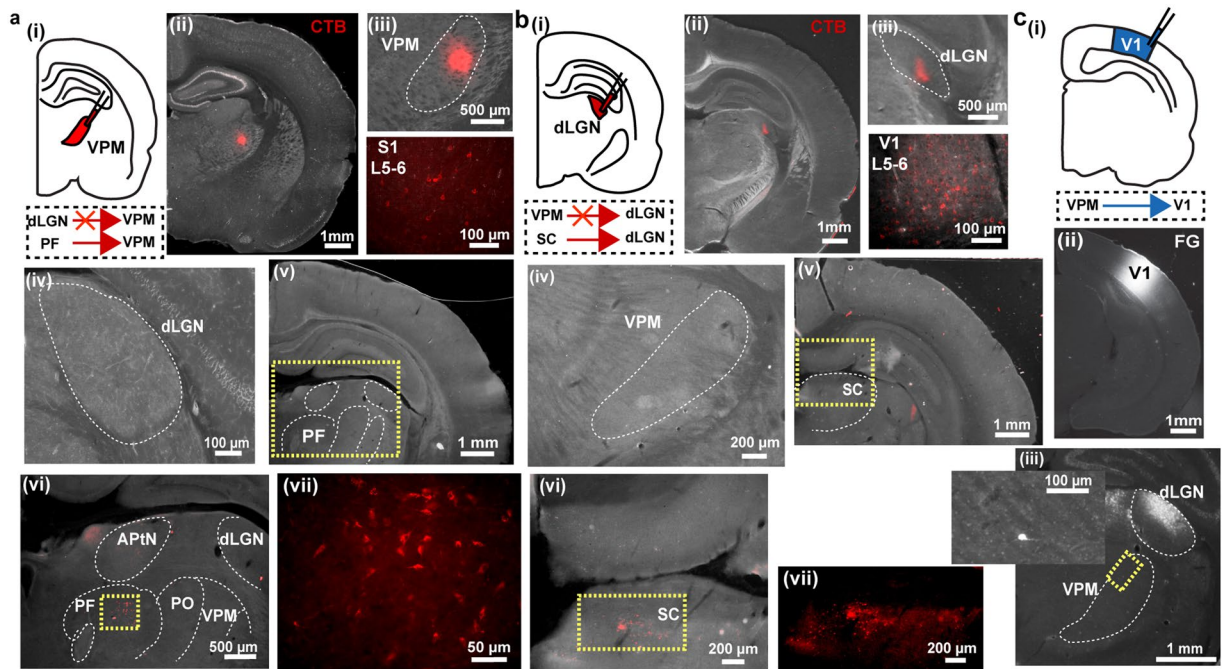 a
(i)
VPM
dLGN
VPM
PF
VPM
(ii)
CTB
1mm
(iii)
VPM
500 µm
S1
L5-6
100 µm
(iv)
dLGN
100 µm
(v)
PF
1 mm
(vi)
APtN
dLGN
PF
PO
VPM
500 µm
(vii)
50 µm
b
(i)
dLGN
VPM
dLGN
SC
dLGN
(ii)
CTB
1mm
(iii)
dLGN
500 µm
V1
L5-6
100 µm
(iv)
VPM
200 µm
(v)
SC
1 mm
(vi)
SC
200 µm
(vii)
200 µm
c
(i)
V1
VPM
V1
(ii)
FG
V1
1mm
(iii)
100 µm
dLGN
VPM
1 mm